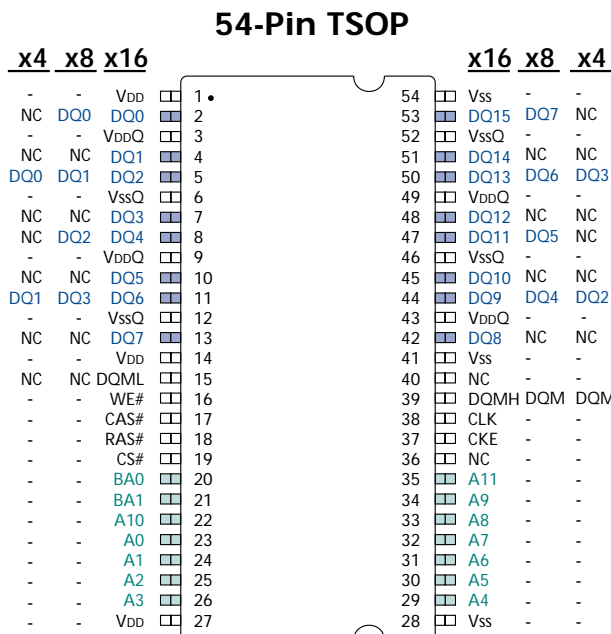 54-Pin TSOP
x4 x8 x16 x16 x8 x4
- - VDD 1 54 Vss - -
NC DQ0 DQ0 2 53 DQ15 DQ7 NC
- - VDDQ 3 52 VssQ - -
NC NC DQ1 4 51 DQ14 NC NC
DQ0 DQ1 DQ2 5 50 DQ13 DQ6 DQ3
- - VssQ 6 49 VDDQ - -
NC NC DQ3 7 48 DQ12 NC NC
NC DQ2 DQ4 8 47 DQ11 DQ5 NC
- - VDDQ 9 46 VssQ - -
NC NC DQ5 10 45 DQ10 NC NC
DQ1 DQ3 DQ6 11 44 DQ9 DQ4 DQ2
- - VssQ 12 43 VDDQ - -
NC NC DQ7 13 42 DQ8 NC NC
- - VDD 14 41 Vss - -
NC NC DQML 15 40 NC - -
- - WE# 16 39 DQMH DQM DQM
- - CAS# 17 38 CLK - -
- - RAS# 18 37 CKE - -
- - CS# 19 36 NC - -
- - BA0 20 35 A11 - -
- - BA1 21 34 A9 - -
- - A10 22 33 A8 - -
- - A0 23 32 A7 - -
- - A1 24 31 A6 - -
- - A2 25 30 A5 - -
- - A3 26 29 A4 - -
- - VDD 27 28 Vss - -